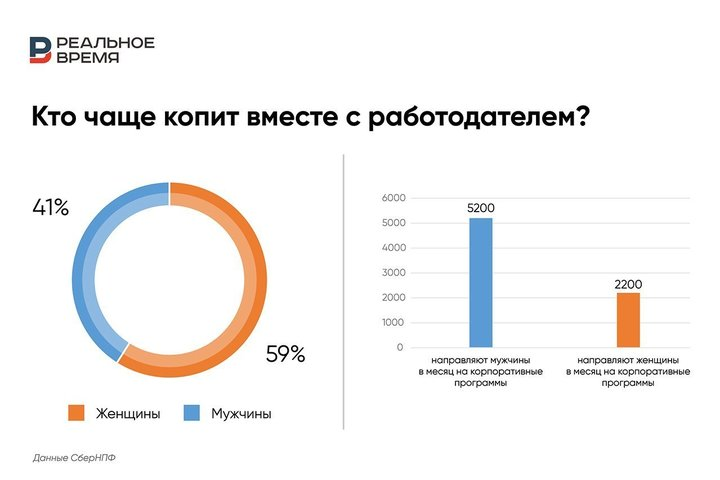 РЕАЛЬНОЕ
ВРЕМЯ
Кто чаще копит вместе с работодателем?
41%
59%
Женщины
Мужчины
6000
5000
4000
3000
2000
1000
0
5200
2200
направляют мужчины
в месяц на корпоративные
программы
направляют женщины
в месяц на корпоративные
программы
Данные СберНПФ